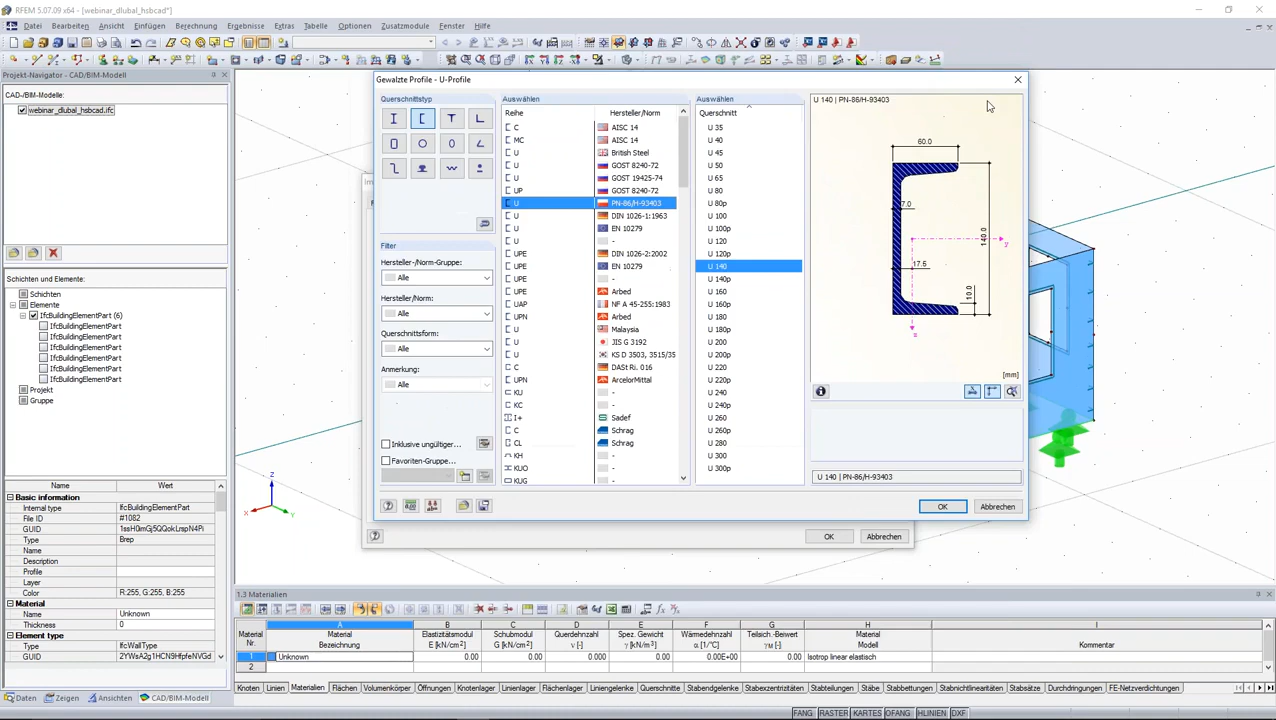 RFEM 5.07.09 x64 - [webinar_dlubal_hsbcad*]
Datei Bearbeiten Ansicht Einfügen Berechnung Ergebnisse Extras Tabelle Optionen Zusatzmodule Fenster Hilfe
Projekt-Navigator - CAD/BIM-Modell
CAD-/BIM-Modelle:
webinar_dlubal_hsbcad.ifc
Schichten und Elemente:
Schichten
Elemente
IfcBuildingElementPart (6)
IfcBuildingElementPart
IfcBuildingElementPart
IfcBuildingElementPart
IfcBuildingElementPart
IfcBuildingElementPart
IfcBuildingElementPart
Projekt
Gruppe
Name Wert
Basic information
Internal type IfcBuildingElementPart
File ID #1082
GUID 1ssH0mGj5QQokLrspN4Pi
Type Brep
Name
Description
Profile
Layer
Color R:255, G:255, B:255
Material
Name Unknown
Thickness 0
Element type
Type IfcWallType
GUID 2YWsA2g1HCN9HfpfeNVGd
Daten Zeigen Ansichten CAD/BIM-Modell
Gewalzte Profile - U-Profile
Querschnittstyp
Filter
Hersteller-/Norm-Gruppe:
Alle
Hersteller/Norm:
Alle
Querschnittsform:
Alle
Anmerkung:
Alle
Inklusive ungültiger...
Favoriten-Gruppe...
Auswählen
Reihe Hersteller/Norm
C AISC 14
MC AISC 14
U British Steel
U GOST 8240-72
U GOST 19425-74
UP GOST 8240-72
U PN-86/H-93403
U DIN 1026-1:1963
U EN 10279
U -
UPE DIN 1026-2:2002
UPE EN 10279
UPE -
UPE Arbed
UAP NF A 45-255:1983
UPN Arbed
C Malaysia
U JIS G 3192
U KS D 3503, 3515/35
C DASt Ri. 016
UPN ArcelorMittal
KU -
KC -
I+ Sadef
C Schrag
CL Schrag
KH -
KUO -
KUG -
Auswählen
Querschnitt
U 35
U 40
U 45
U 50
U 65
U 80
U 80p
U 100
U 100p
U 120
U 120p
U 140
U 140p
U 160
U 160p
U 180
U 180p
U 200
U 200p
U 220
U 220p
U 240
U 240p
U 260
U 260p
U 280
U 300
U 300p
U 140 | PN-86/H-93403
60.0
7.0
140.0
y
17.5
10.0
z
[mm]
U 140 | PN-86/H-93403
OK Abbrechen
OK Abbrechen
Z
X Y
1.3 Materialien
A B C D E F G H I
Material Material Elastizitätsmodul Schubmodul Querdehnzahl Spez. Gewicht Wärmedehnzahl Teilsich.-Beiwert Material
Nr. Bezeichnung E [kN/cm²] G [kN/cm²] ν [-] γ [kN/m³] α [1/°C] γM [-] Modell Kommentar
1 Unknown 0.00 0.00 0.000 0.00 0.00E+00 0.00 Isotrop linear elastisch
2
Knoten Linien Materialien Flächen Volumenkörper Öffnungen Knotenlager Linienlager Flächenlager Liniengelenke Querschnitte Stabendgelenke Stabexzentrizitäten Stabteilungen Stäbe Stabbettungen Stabnichtlinearitäten Stabsätze Durchdringungen FE-Netzverdichtungen
FANG RASTER KARTES OFANG HLINIEN DXF